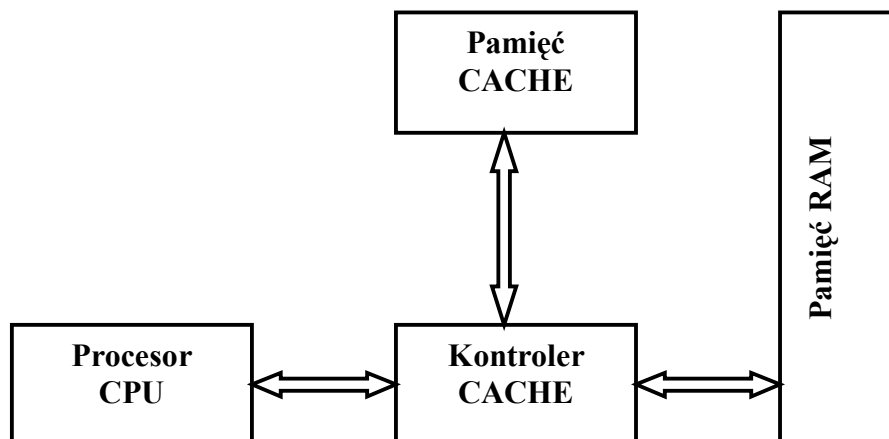 Pamięć
CACHE
Pamięć RAM
Procesor
CPU
Kontroler
CACHE